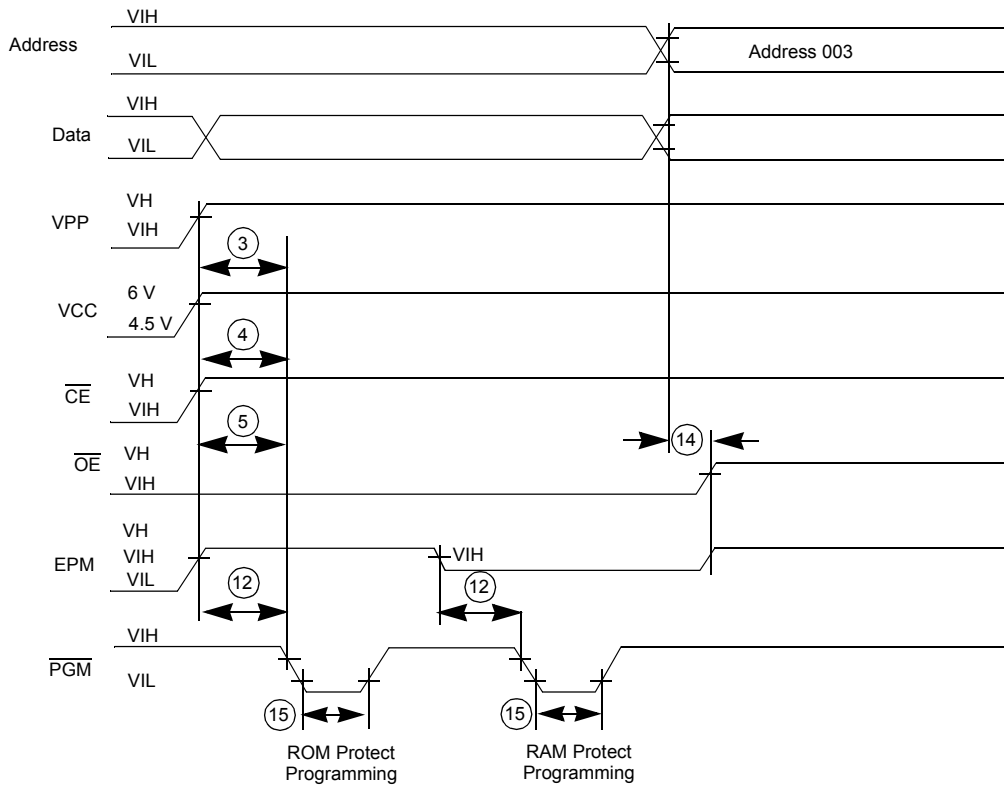 VIH
Address
VIL
Address 003
VIH
Data
VIL
VH
VPP
VIH
3
6 V
VCC
4.5 V
4
VH
CE
VIH
5
14
VH
OE
VIH
VH
VIH
EPM
VIL
VIH
12
12
VIH
PGM
VIL
15
15
ROM Protect
Programming
RAM Protect
Programming